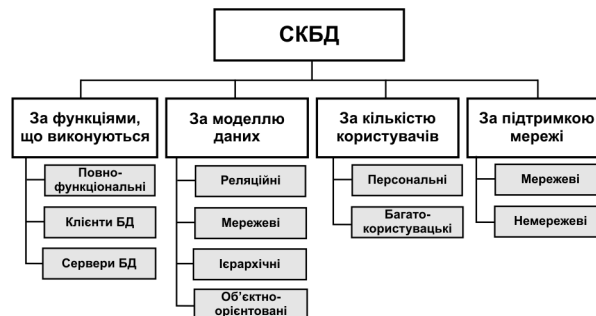 СКБД
За функціями,
що виконуються
За моделлю
даних
За кількістю
користувачів
За підтримкою
мережі
Повно-
функціональні
Клієнти БД
Сервери БД
Реляційні
Мережеві
Ієрархічні
Об'єктно-
орієнтовані
Персональні
Багато-
користувацькі
Мережеві
Немережеві